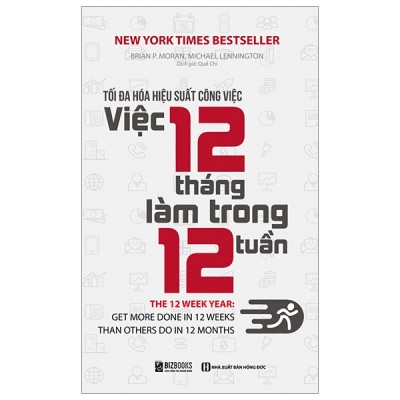 NEW YORK TIMES BESTSELLER
BRIAN P. MORAN, MICHAEL LENNINGTON
Dịch giả: Quế Chi
TỐI ĐA HÓA HIỆU SUẤT CÔNG VIỆC
Việc 12
tháng
làm trong
12 tuần
THE 12 WEEK YEAR:
GET MORE DONE IN 12 WEEKS
THAN OTHERS DO IN 12 MONTHS
BIZBOOKS
NHÀ XUẤT BẢN HỒNG ĐỨC